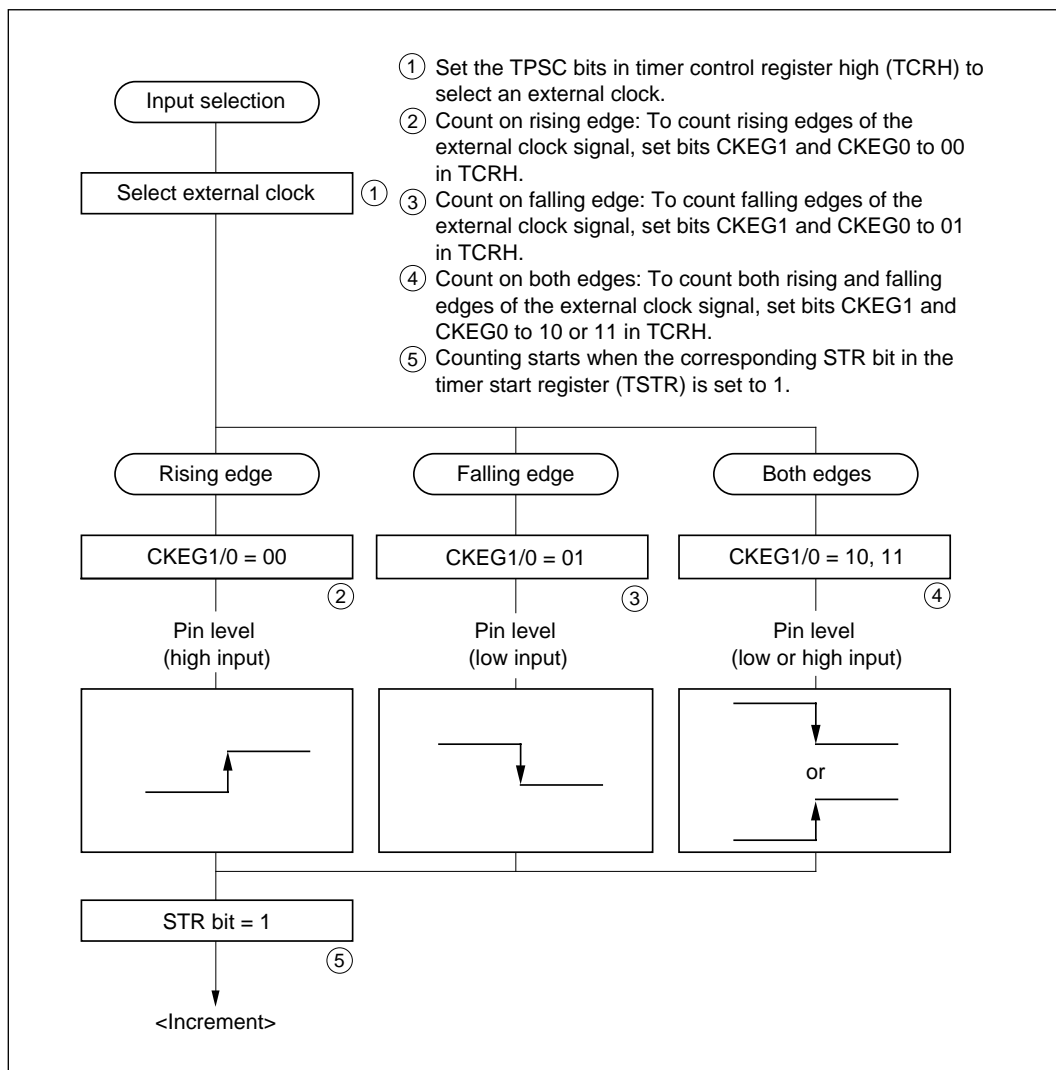 Input selection
Select external clock ①
① Set the TPSC bits in timer control register high (TCRH) to
select an external clock.
② Count on rising edge: To count rising edges of the
external clock signal, set bits CKEG1 and CKEG0 to 00
in TCRH.
③ Count on falling edge: To count falling edges of the
external clock signal, set bits CKEG1 and CKEG0 to 01
in TCRH.
④ Count on both edges: To count both rising and falling
edges of the external clock signal, set bits CKEG1 and
CKEG0 to 10 or 11 in TCRH.
⑤ Counting starts when the corresponding STR bit in the
timer start register (TSTR) is set to 1.
Rising edge
Falling edge
Both edges
CKEG1/0 = 00
②
CKEG1/0 = 01
③
CKEG1/0 = 10, 11
④
Pin level
(high input)
Pin level
(low input)
Pin level
(low or high input)
or
STR bit = 1
⑤
<Increment>